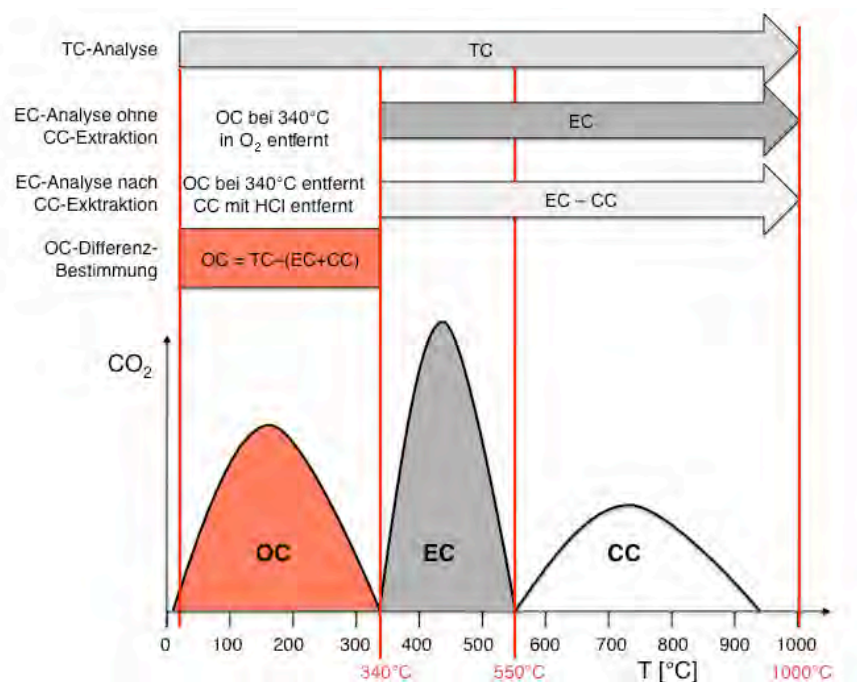 TC-Analyse
TC
EC-Analyse ohne
CC-Extraktion
OC bei 340°C
in O₂ entfernt
EC
EC-Analyse nach
CC-Exktraktion
OC bei 340°C entfernt
CC mit HCl entfernt
EC – CC
OC-Differenz-
Bestimmung
OC = TC–(EC+CC)
CO₂
OC
EC
CC
0 100 200 300 400 500 600 700 800 900 1000
340°C 550°C T [°C] 1000°C